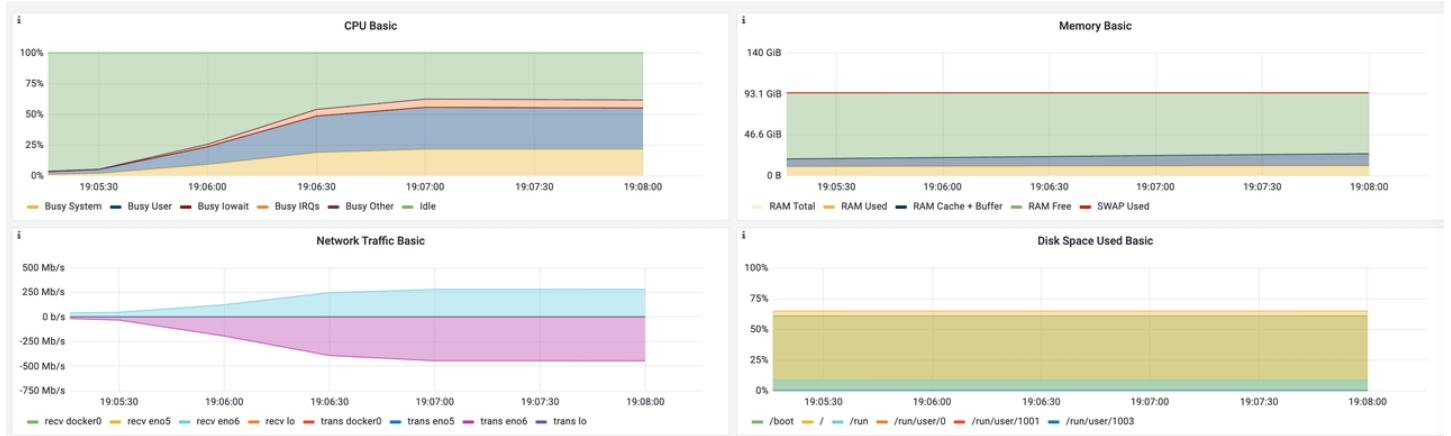 i
CPU Basic
100%
75%
50%
25%
0%
19:05:30 19:06:00 19:06:30 19:07:00 19:07:30 19:08:00
Busy System Busy User Busy Iowait Busy IRQs Busy Other Idle
i
Memory Basic
140 GiB
93.1 GiB
46.6 GiB
0 B
19:05:30 19:06:00 19:06:30 19:07:00 19:07:30 19:08:00
RAM Total RAM Used RAM Cache + Buffer RAM Free SWAP Used
i
Network Traffic Basic
500 Mb/s
250 Mb/s
0 b/s
-250 Mb/s
-500 Mb/s
-750 Mb/s
19:05:30 19:06:00 19:06:30 19:07:00 19:07:30 19:08:00
recv docker0 recv eno5 recv eno6 recv lo trans docker0 trans eno5 trans eno6 trans lo
i
Disk Space Used Basic
100%
75%
50%
25%
0%
19:05:30 19:06:00 19:06:30 19:07:00 19:07:30 19:08:00
/boot / /run /run/user/0 /run/user/1001 /run/user/1003